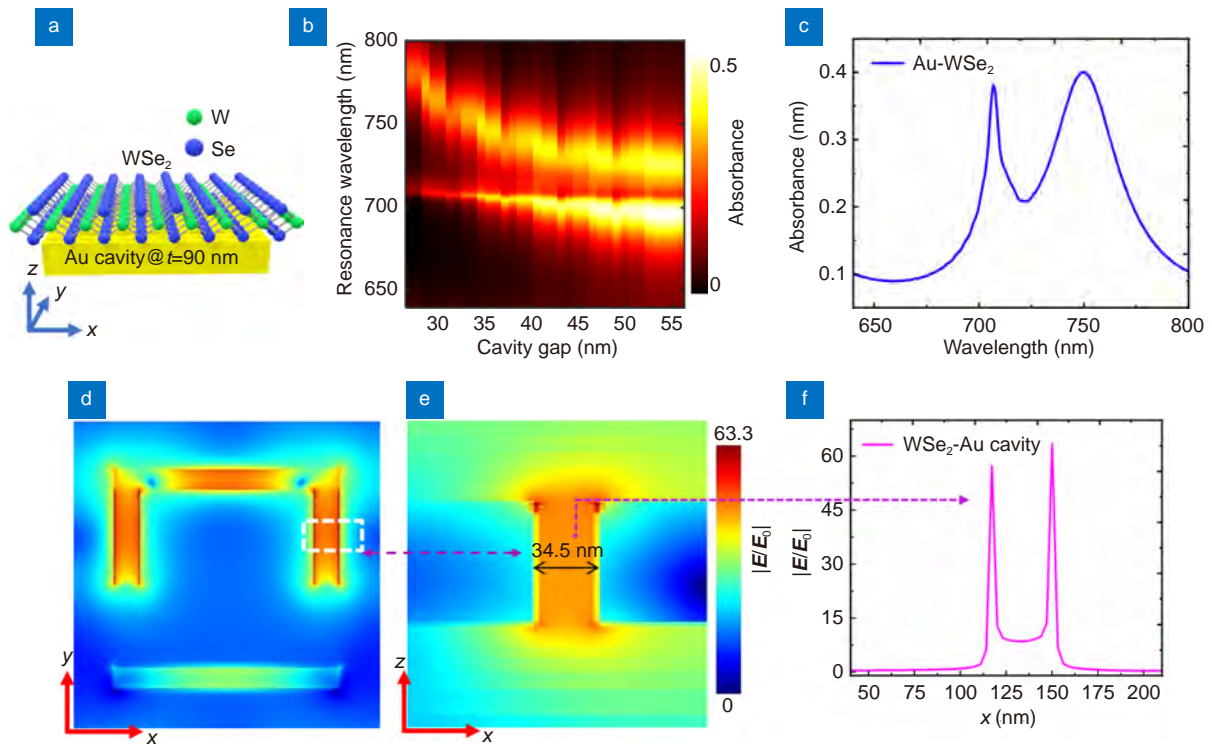 a
W
Se
WSe₂
Au cavity@t=90 nm
z
y
x
b
Resonance wavelength (nm)
800
750
700
650
30 35 40 45 50 55
Cavity gap (nm)
0.5
Absorbance
0
c
Au-WSe₂
Absorbance (nm)
0.4
0.3
0.2
0.1
650 700 750 800
Wavelength (nm)
d
y
x
e
34.5 nm
z
x
63.3
|E/E₀|
0
f
WSe₂-Au cavity
|E/E₀|
60
45
30
15
0
50 75 100 125 150 175 200
x (nm)